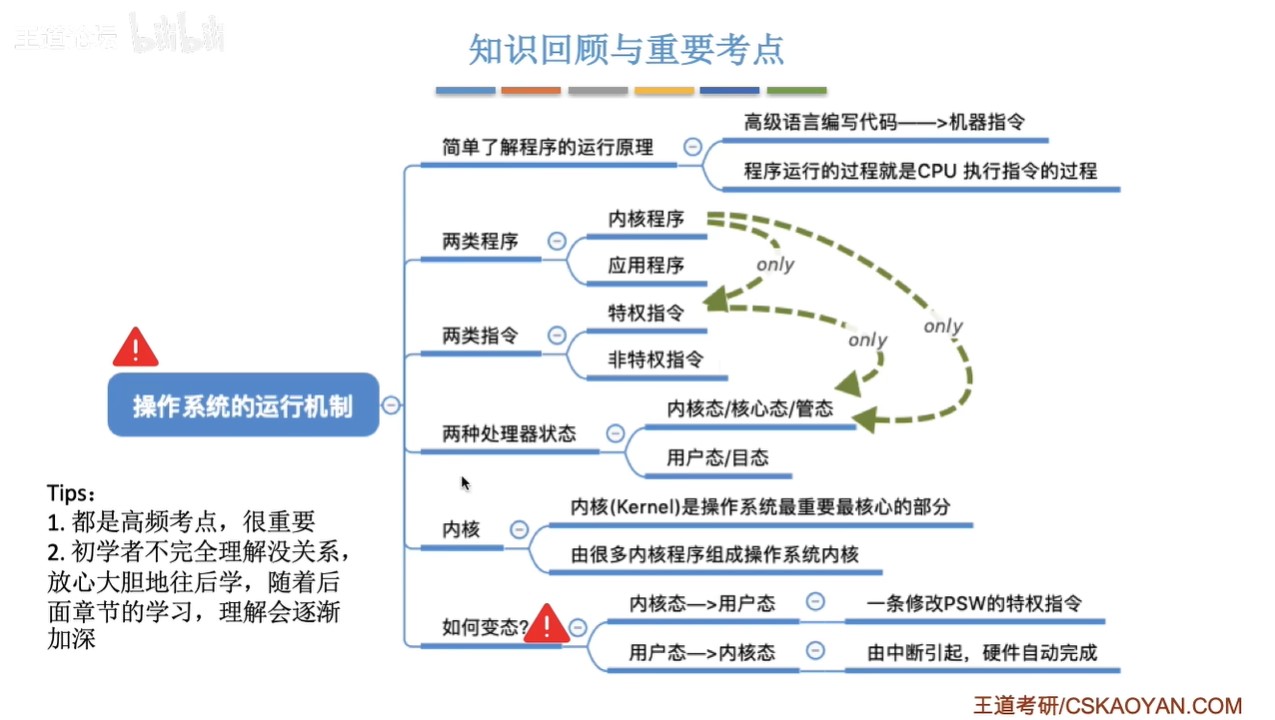 王道论坛 bilibili
知识回顾与重要考点
简单了解程序的运行原理
高级语言编写代码——>机器指令
程序运行的过程就是CPU 执行指令的过程
两类程序
内核程序
应用程序
only
两类指令
特权指令
非特权指令
only
only
操作系统的运行机制
两种处理器状态
内核态/核心态/管态
用户态/目态
内核
内核(Kernel)是操作系统最重要最核心的部分
由很多内核程序组成操作系统内核
如何变态?
内核态—>用户态
一条修改PSW的特权指令
用户态—>内核态
由中断引起，硬件自动完成
Tips：
1. 都是高频考点，很重要
2. 初学者不完全理解没关系，
放心大胆地往后学，随着后
面章节的学习，理解会逐渐
加深
王道考研/CSKAOYAN.COM